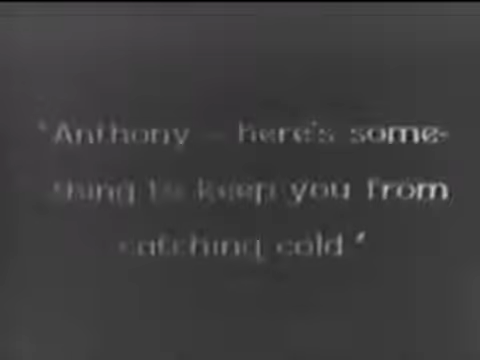 "Anthony – here's some-
thing to keep you from
catching cold."